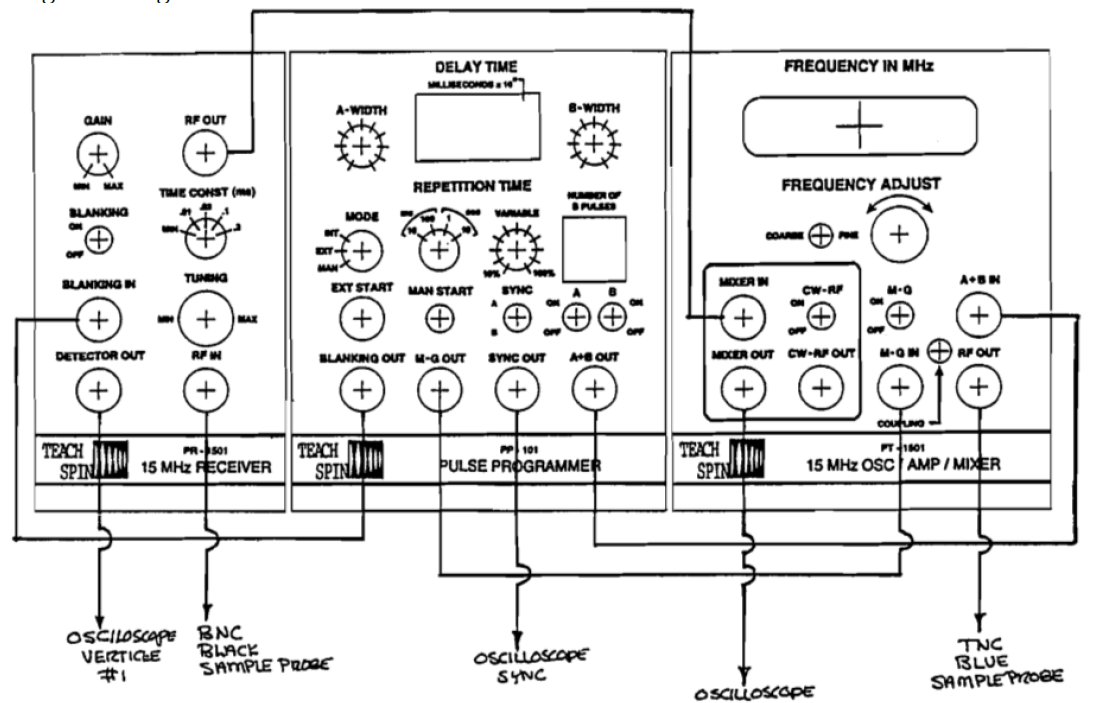 GAIN
RF OUT
MIN MAX
TIME CONST (ms)
.01 .03 .1
MIN .3
BLANKING
ON
OFF
BLANKING IN
TUNING
MIN MAX
DETECTOR OUT
RF IN
TEACH
SPIN
PR - 1501
15 MHz RECEIVER
DELAY TIME
A-WIDTH
B-WIDTH
REPETITION TIME
NUMBER OF
B PULSES
MODE
INT
EXT
MAN
100 1
10 10
VARIABLE
10% 100%
EXT START
MAN START
SYNC
A
B
A B
ON ON
OFF OFF
BLANKING OUT
M-G OUT
SYNC OUT
A+B OUT
TEACH
SPIN
PP - 101
PULSE PROGRAMMER
FREQUENCY IN MHz
FREQUENCY ADJUST
COARSE FINE
MIXER IN
CW-RF
ON
OFF
M-G
ON
OFF
A+B IN
MIXER OUT
CW-RF OUT
M-G IN
RF OUT
COUPLING
TEACH
SPIN
PT - 1501
15 MHz OSC / AMP / MIXER
OSCILOSCOPE
VERTICLE
#1
BNC
BLACK
SAMPLE PROBE
OSCILLOSCOPE
SYNC
OSCILLOSCOPE
TNC
BLUE
SAMPLE PROBE